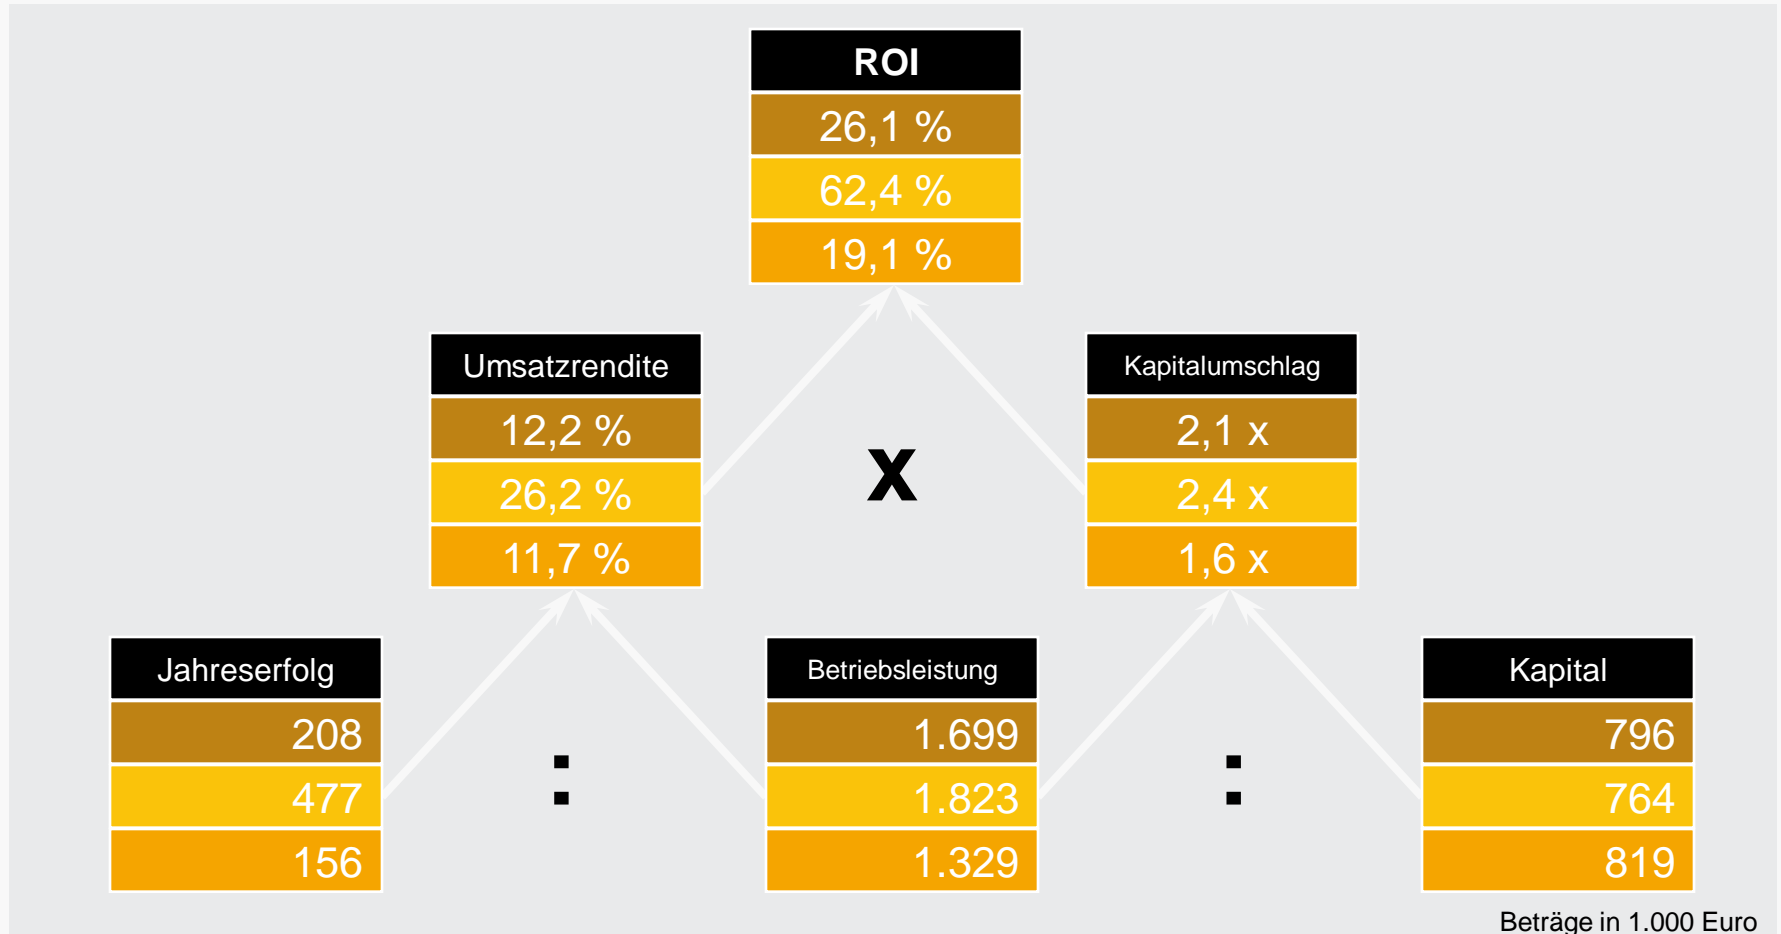 ROI
26,1 %
62,4 %
19,1 %
Umsatzrendite
12,2 %
26,2 %
11,7 %
x
Kapitalumschlag
2,1 x
2,4 x
1,6 x
Jahreserfolg
208
477
156
:
Betriebsleistung
1.699
1.823
1.329
:
Kapital
796
764
819
Beträge in 1.000 Euro